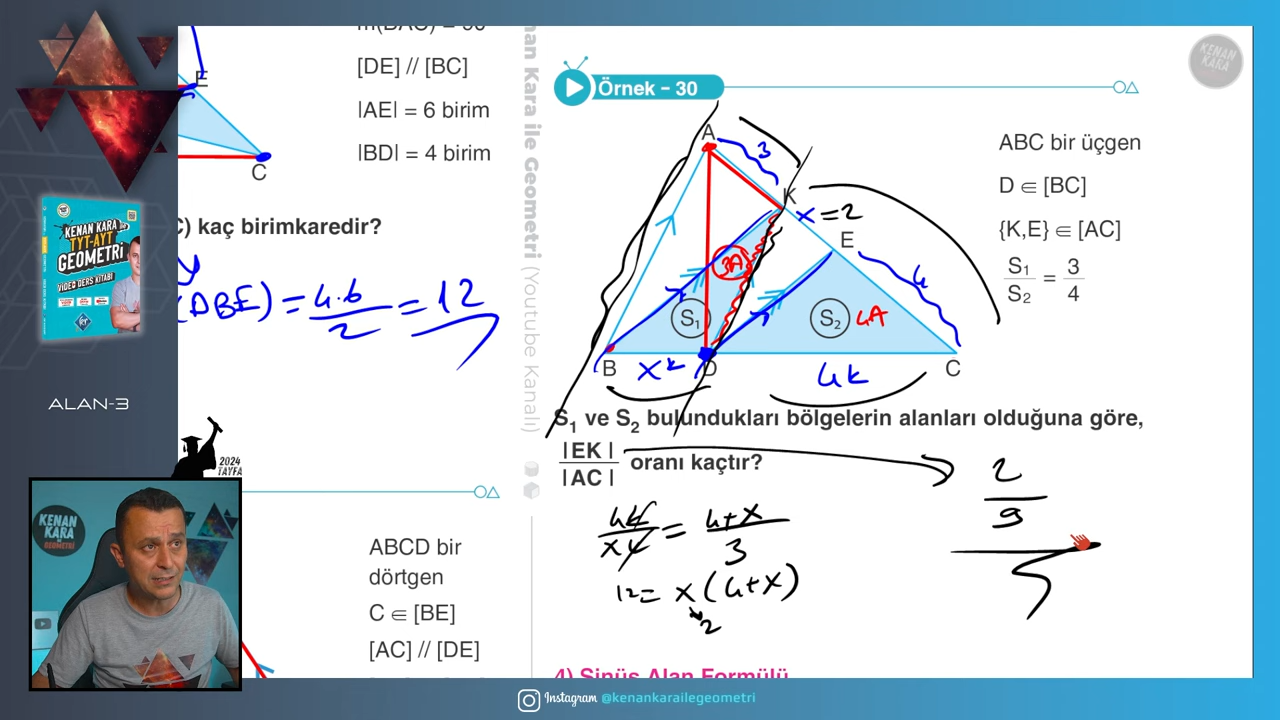 [DE] // [BC]
|AE| = 6 birim
|BD| = 4 birim
E
C
C) kaç birimkaredir?
(DBE) = 4.6/2 = 12
KENAN KARA ile
TYT-AYT
GEOMETRİ
VİDEO DERS KİTABI
ALAN-3
2024
TAYFA
KENAN
KARA
ile
GEOMETRİ
ABCD bir
dörtgen
C ∈ [BE]
[AC] // [DE]
nan Kara ile Geometri (Youtube Kanalı)
KENAN
KARA
Örnek - 30
A
3
K
x = 2
E
4
3A
S₁
S₂ 4A
B
D
C
x k
4k
ABC bir üçgen
D ∈ [BC]
{K,E} ∈ [AC]
S₁/S₂ = 3/4
S₁ ve S₂ bulundukları bölgelerin alanları olduğuna göre,
|EK|/|AC| oranı kaçtır?
4k/xk = 4+x/3
12 = x(4+x)
2
2/9
4) Sinüs Alan Formülü
Instagram @kenankarailegeometri